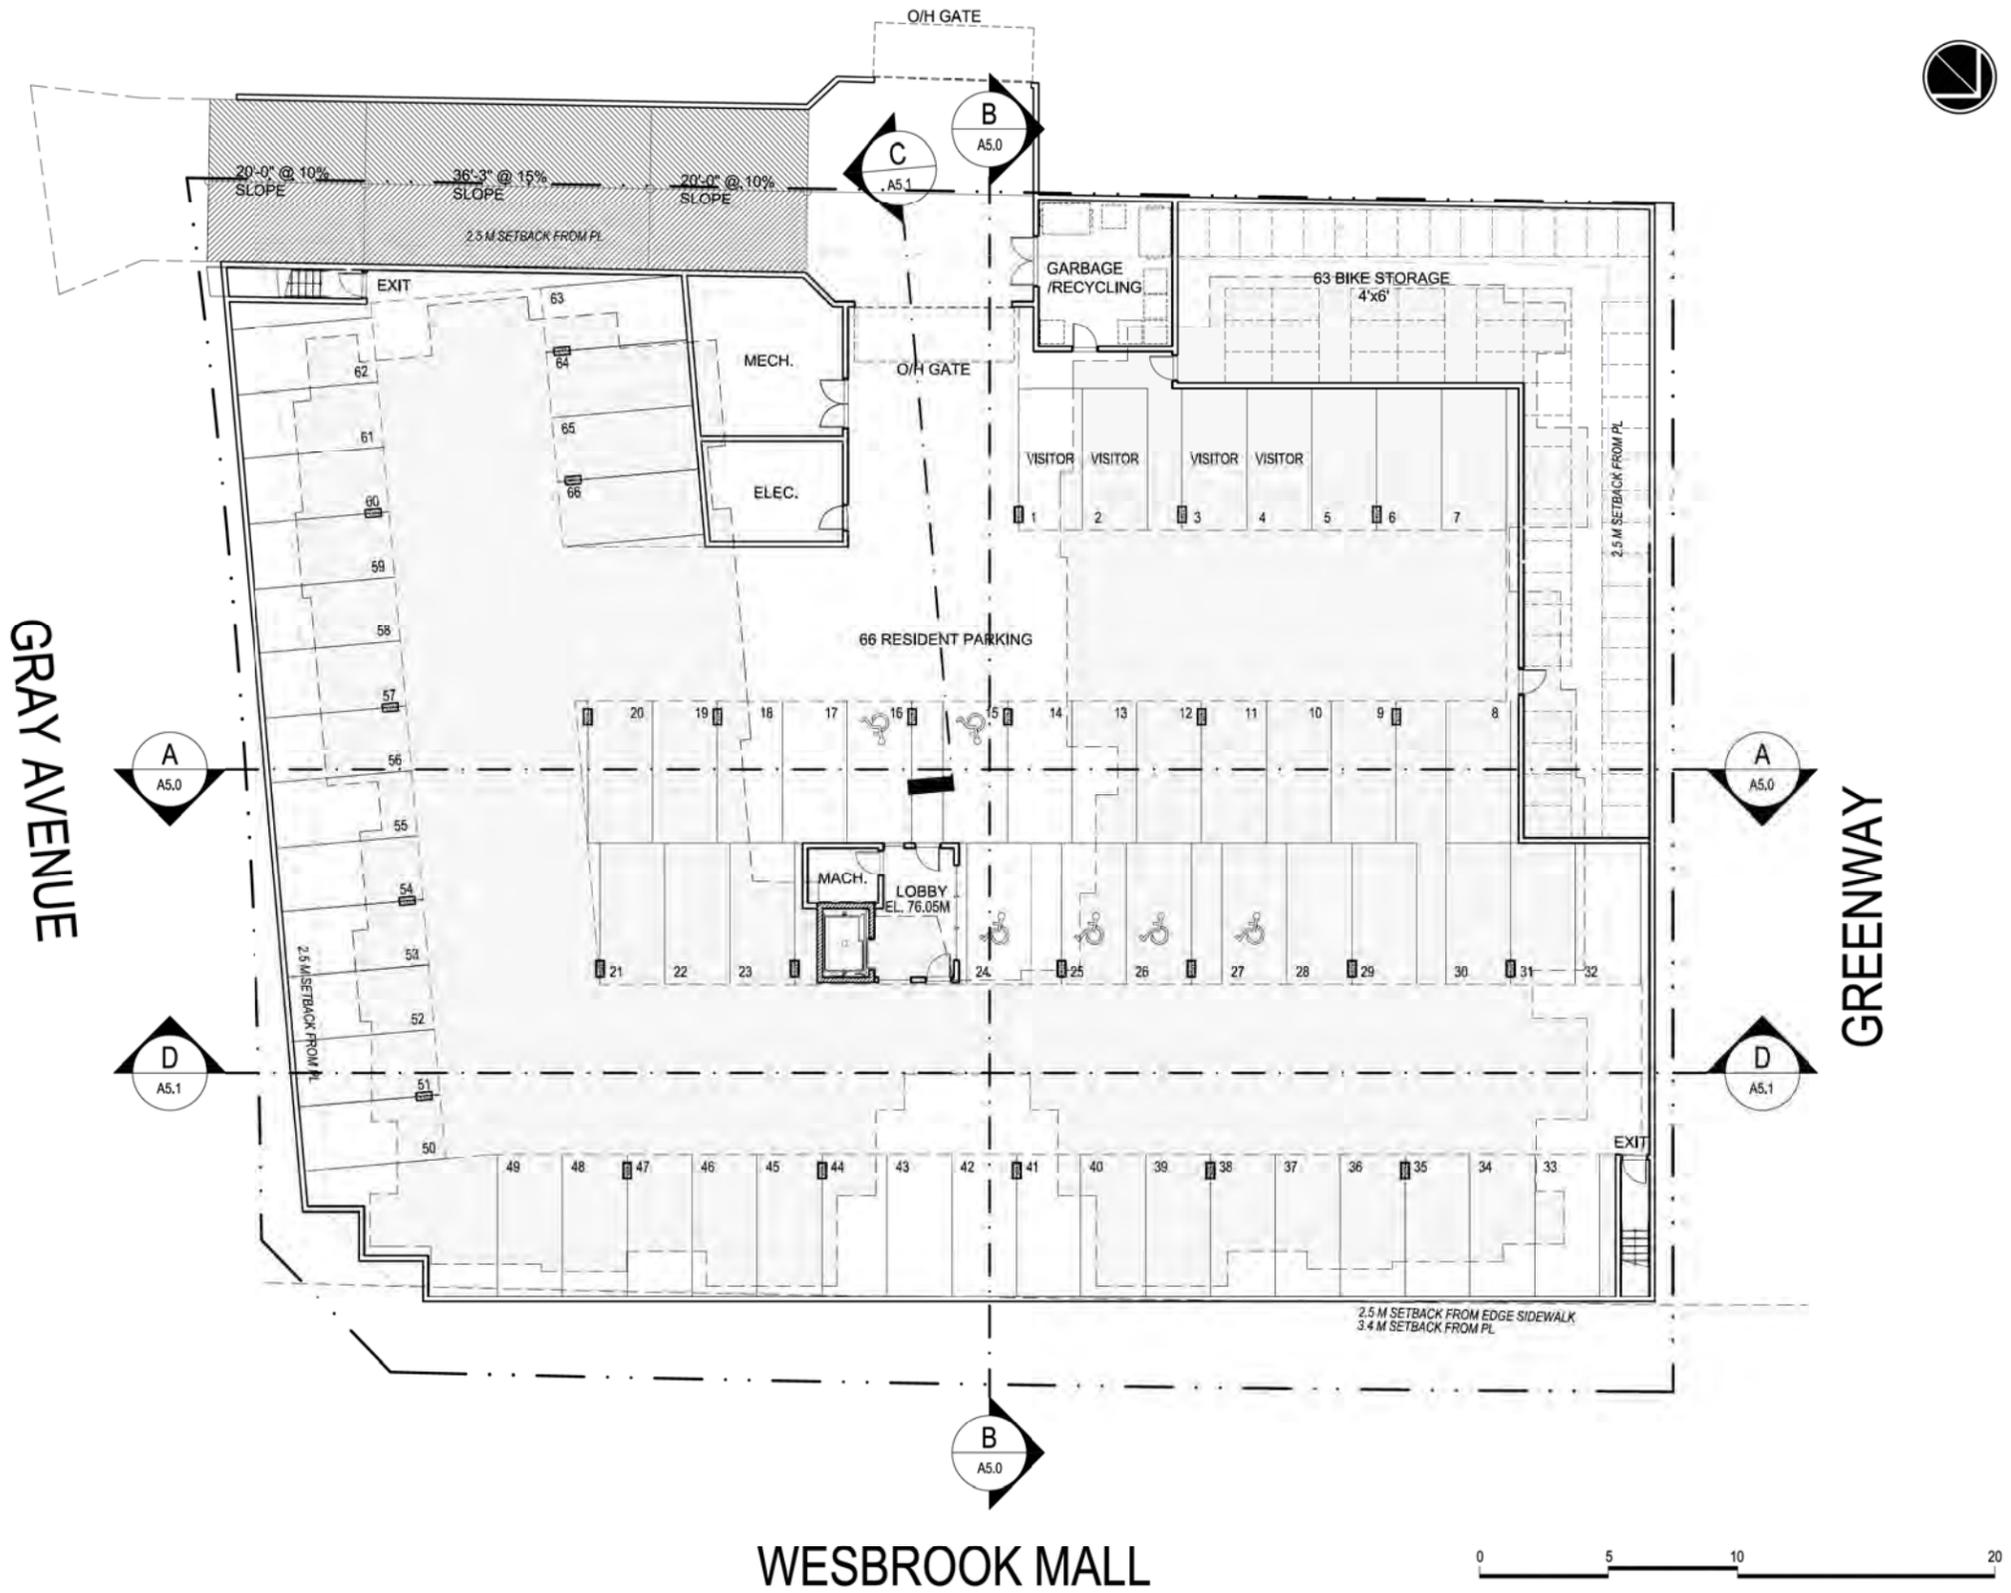 O/H GATE
B
A5.0
C
A5.1
20'-0" @ 10%
SLOPE
36'-3" @ 15%
SLOPE
20'-0" @ 10%
SLOPE
2.5 M SETBACK FROM PL
EXIT
GARBAGE
/RECYCLING
63 BIKE STORAGE
4'x6'
63
64
65
66
62
61
60
59
58
57
56
55
54
53
52
51
50
MECH.
ELEC.
O/H GATE
VISITOR VISITOR VISITOR VISITOR
1 2 3 4 5 6 7
2.5 M SETBACK FROM PL
66 RESIDENT PARKING
20 19 18 17 16 5 14 13 12 11 10 9 8
GRAY AVENUE
A
A5.0
A
A5.0
GREENWAY
MACH.
LOBBY
EL. 76.05M
21 22 23 24 25 26 27 28 29 30 31 32
2.5 M SETBACK FROM PL
D
A5.1
D
A5.1
EXIT
49 48 47 46 45 44 43 42 41 40 39 38 37 36 35 34 33
2.5 M SETBACK FROM EDGE SIDEWALK
3.4 M SETBACK FROM PL
B
A5.0
WESBROOK MALL
0 5 10 20